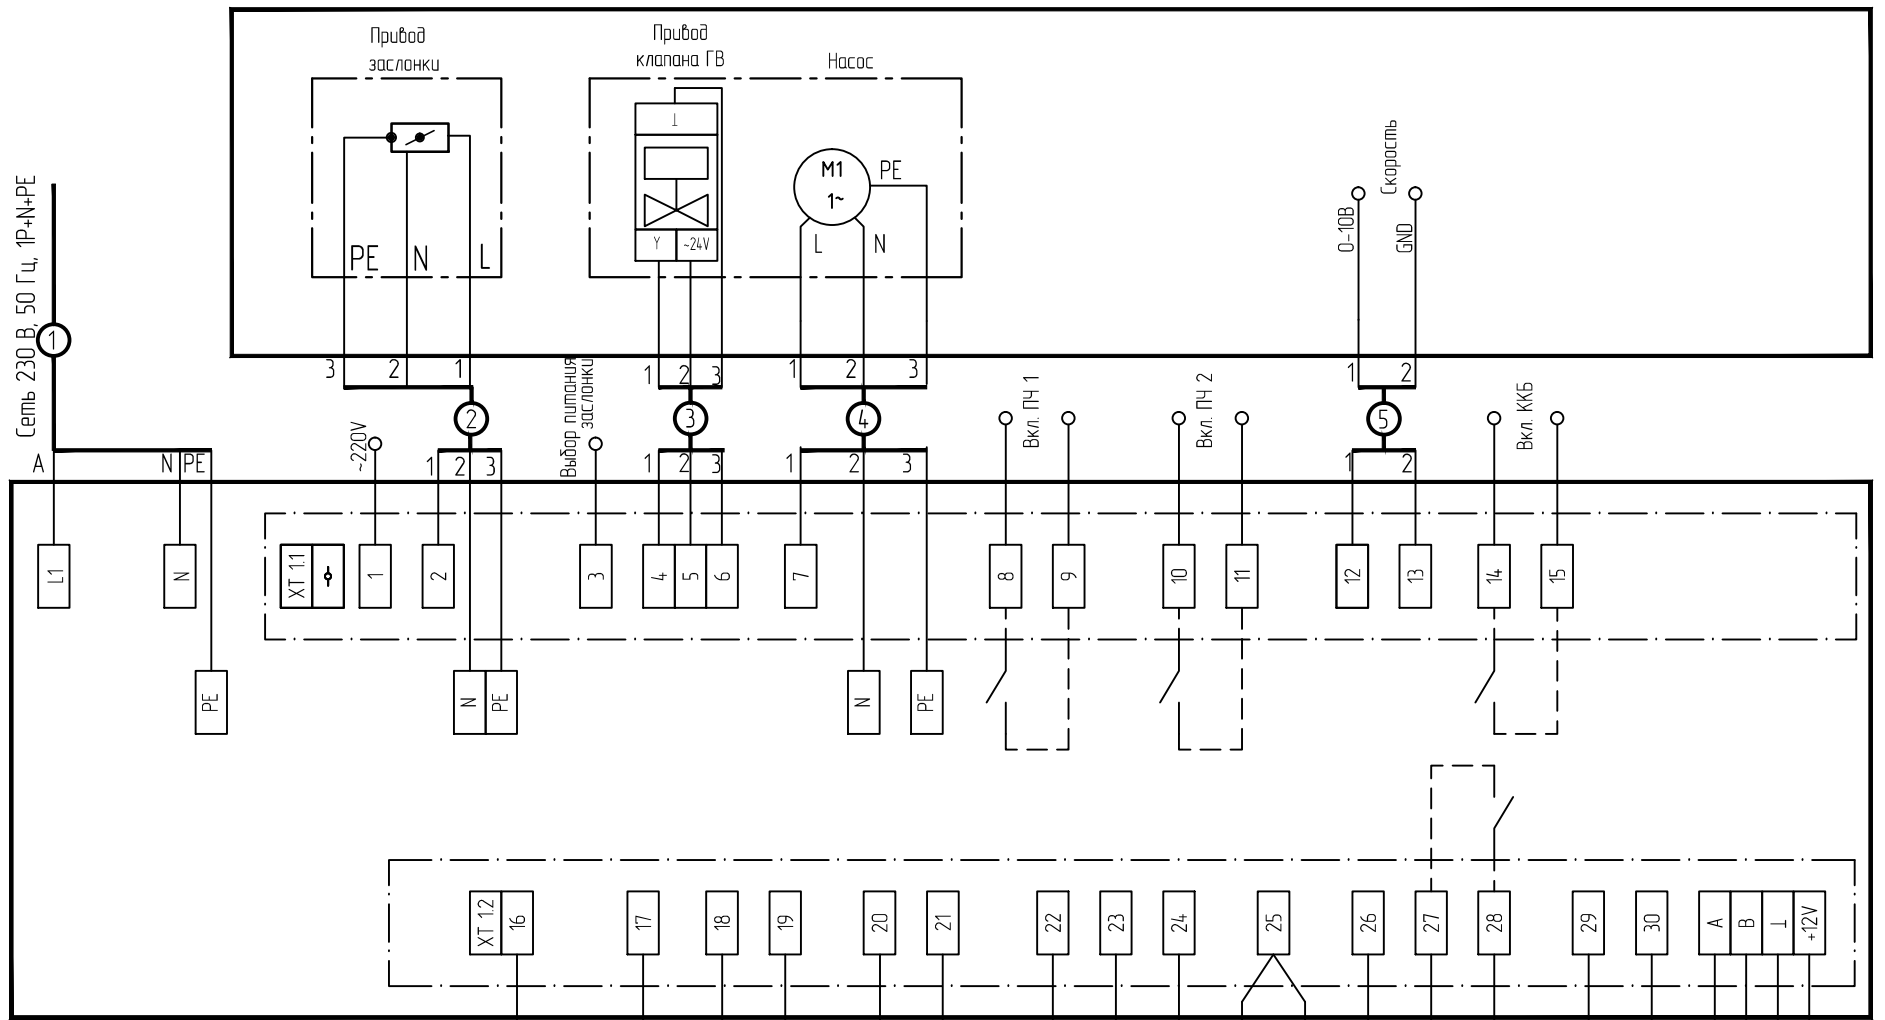 Привод
заслонки
Привод
клапана ГВ
Насос
⊥
M1
1~
PE
L
N
Y
~24V
PE
N
L
0-10В
Скорость
GND
Сеть 230 В, 50 Гц, 1P+N+PE
1
3
2
1
1
2
3
1
2
3
1
2
2
3
4
5
A
N
PE
~220V
1
2
3
Выбор питания
заслонки
1
2
3
1
2
3
Вкл. ПЧ 1
Вкл. ПЧ 2
1
2
Вкл. ККБ
L1
N
XT 1.1
1
2
3
4
5
6
7
8
9
10
11
12
13
14
15
PE
N
PE
N
PE
XT 1.2
16
17
18
19
20
21
22
23
24
25
26
27
28
29
30
A
B
⊥
+12V